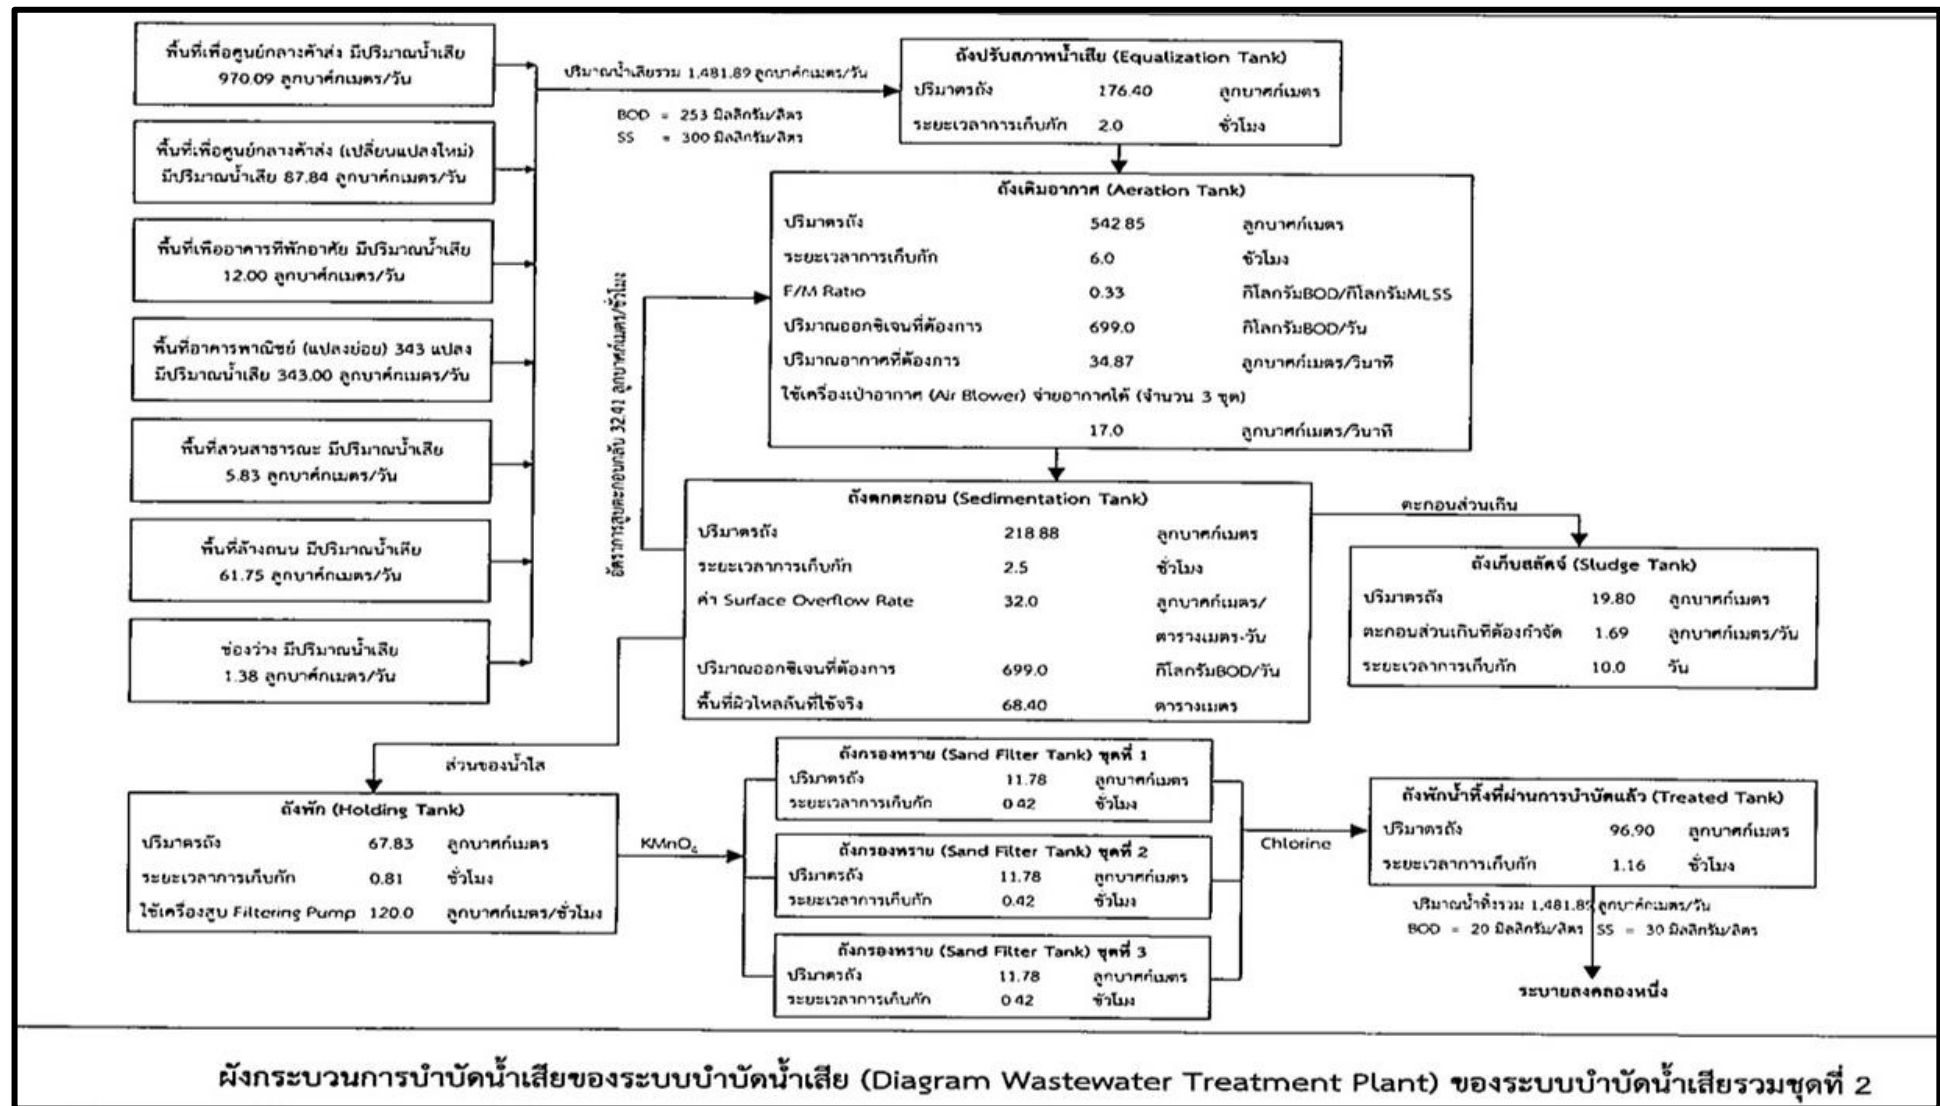 พื้นที่เพื่อศูนย์กลางค้าส่ง มีปริมาณน้ำเสีย
970.09 ลูกบาศ์กเมตร/วัน
พื้นที่เพื่อศูนย์กลางค้าส่ง (เปลี่ยนแปลงใหม่)
มีปริมาณน้ำเสีย 87.84 ลูกบาศ์กเมตร/วัน
พื้นที่เพื่ออาคารที่พักอาศัย มีปริมาณน้ำเสีย
12.00 ลูกบาศ์กเมตร/วัน
พื้นที่อาคารพาณิชย์ (แปลงย่อย) 343 แปลง
มีปริมาณน้ำเสีย 343.00 ลูกบาศ์กเมตร/วัน
พื้นที่สวนสาธารณะ มีปริมาณน้ำเสีย
5.83 ลูกบาศ์กเมตร/วัน
พื้นที่ล้างถนน มีปริมาณน้ำเสีย
61.75 ลูกบาศ์กเมตร/วัน
ช่องว่าง มีปริมาณน้ำเสีย
1.38 ลูกบาศ์กเมตร/วัน
ปริมาณน้ำเสียรวม 1,481.89 ลูกบาศ์กเมตร/วัน
BOD = 253 มิลลิกรัม/ลิตร
SS = 300 มิลลิกรัม/ลิตร
ถังปรับสภาพน้ำเสีย (Equalization Tank)
ปริมาตรถัง 176.40 ลูกบาศก์เมตร
ระยะเวลาการเก็บกัก 2.0 ชั่วโมง
ถังเติมอากาศ (Aeration Tank)
ปริมาตรถัง 542.85 ลูกบาศก์เมตร
ระยะเวลาการเก็บกัก 6.0 ชั่วโมง
F/M Ratio 0.33 กิโลกรัมBOD/กิโลกรัมMLSS
ปริมาณออกซิเจนที่ต้องการ 699.0 กิโลกรัมBOD/วัน
ปริมาณอากาศที่ต้องการ 34.87 ลูกบาศก์เมตร/วินาที
ใช้เครื่องเป่าอากาศ (Air Blower) จ่ายอากาศได้ (จำนวน 3 ชุด)
17.0 ลูกบาศก์เมตร/วินาที
อัตราการสูบตะกอนกลับ 32.41 ลูกบาศก์เมตร/ชั่วโมง
ถังตกตะกอน (Sedimentation Tank)
ปริมาตรถัง 218.88 ลูกบาศก์เมตร
ระยะเวลาการเก็บกัก 2.5 ชั่วโมง
ค่า Surface Overflow Rate 32.0 ลูกบาศก์เมตร/
ตารางเมตร-วัน
ปริมาณออกซิเจนที่ต้องการ 699.0 กิโลกรัมBOD/วัน
พื้นที่ผิวไหลล้นที่ใช้จริง 68.40 ตารางเมตร
ตะกอนส่วนเกิน
ถังเก็บสลัดจ์ (Sludge Tank)
ปริมาตรถัง 19.80 ลูกบาศก์เมตร
ตะกอนส่วนเกินที่ต้องกำจัด 1.69 ลูกบาศก์เมตร/วัน
ระยะเวลาการเก็บกัก 10.0 วัน
ส่วนของน้ำใส
ถังพัก (Holding Tank)
ปริมาตรถัง 67.83 ลูกบาศก์เมตร
ระยะเวลาการเก็บกัก 0.81 ชั่วโมง
ใช้เครื่องสูบ Filtering Pump 120.0 ลูกบาศก์เมตร/ชั่วโมง
KMnO₄
ถังกรองทราย (Sand Filter Tank) ชุดที่ 1
ปริมาตรถัง 11.78 ลูกบาศก์เมตร
ระยะเวลาการเก็บกัก 0.42 ชั่วโมง
ถังกรองทราย (Sand Filter Tank) ชุดที่ 2
ปริมาตรถัง 11.78 ลูกบาศก์เมตร
ระยะเวลาการเก็บกัก 0.42 ชั่วโมง
ถังกรองทราย (Sand Filter Tank) ชุดที่ 3
ปริมาตรถัง 11.78 ลูกบาศก์เมตร
ระยะเวลาการเก็บกัก 0.42 ชั่วโมง
Chlorine
ถังพักน้ำทิ้งที่ผ่านการบำบัดแล้ว (Treated Tank)
ปริมาตรถัง 96.90 ลูกบาศก์เมตร
ระยะเวลาการเก็บกัก 1.16 ชั่วโมง
ปริมาณน้ำทิ้งรวม 1,481.89 ลูกบาศ์กเมตร/วัน
BOD = 20 มิลลิกรัม/ลิตร SS = 30 มิลลิกรัม/ลิตร
ระบายลงคลองหนึ่ง
ผังกระบวนการบำบัดน้ำเสียของระบบบำบัดน้ำเสีย (Diagram Wastewater Treatment Plant) ของระบบบำบัดน้ำเสียรวมชุดที่ 2